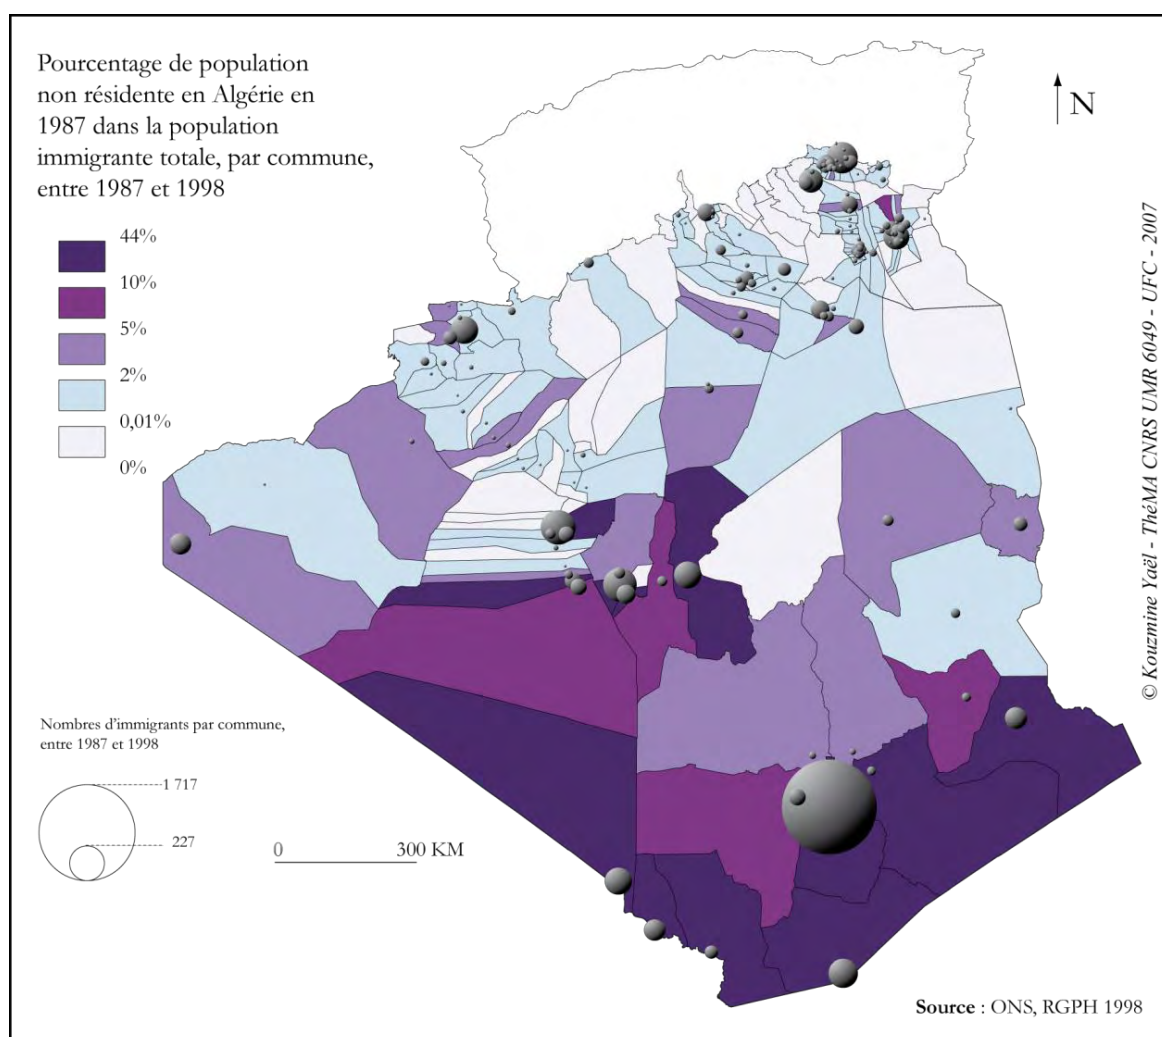 Pourcentage de population
non résidente en Algérie en
1987 dans la population
immigrante totale, par commune,
entre 1987 et 1998
44%
10%
5%
2%
0,01%
0%
N
© Kouzmine Yaël - ThéMA CNRS UMR 6049 - UFC - 2007
Nombres d'immigrants par commune,
entre 1987 et 1998
1 717
227
0 300 KM
Source : ONS, RGPH 1998